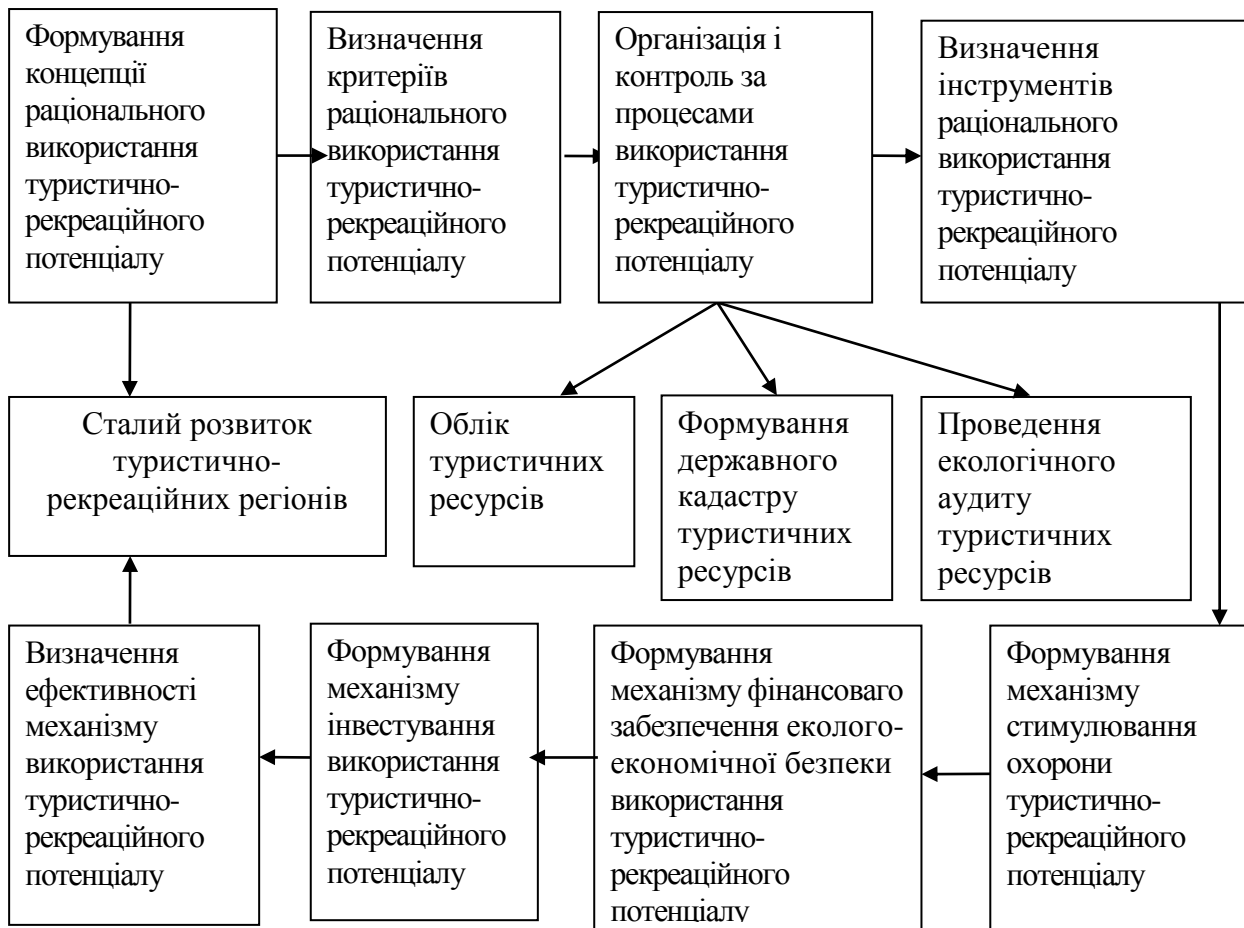 Формування
концепції
раціонального
використання
туристично-
рекреаційного
потенціалу
Визначення
критеріїв
раціонального
використання
туристично-
рекреаційного
потенціалу
Організація і
контроль за
процесами
використання
туристично-
рекреаційного
потенціалу
Визначення
інструментів
раціонального
використання
туристично-
рекреаційного
потенціалу
Сталий розвиток
туристично-
рекреаційних регіонів
Облік
туристичних
ресурсів
Формування
державного
кадастру
туристичних
ресурсів
Проведення
екологічного
аудиту
туристичних
ресурсів
Визначення
ефективності
механізму
використання
туристично-
рекреаційного
потенціалу
Формування
механізму
інвестування
використання
туристично-
рекреаційного
потенціалу
Формування
механізму фінансоваго
забезпечення еколого-
економічної безпеки
використання
туристично-
рекреаційного
потенціалу
Формування
механізму
стимулювання
охорони
туристично-
рекреаційного
потенціалу